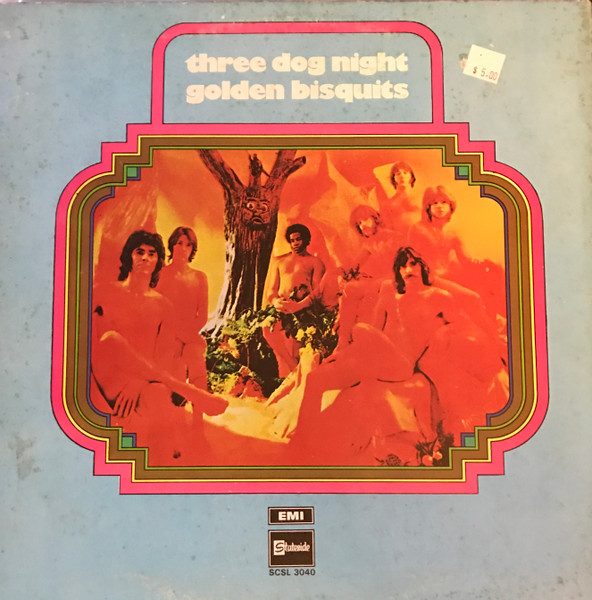 three dog night
golden bisquits
$ 5.00
EMI
Stateside
SCSL 3040